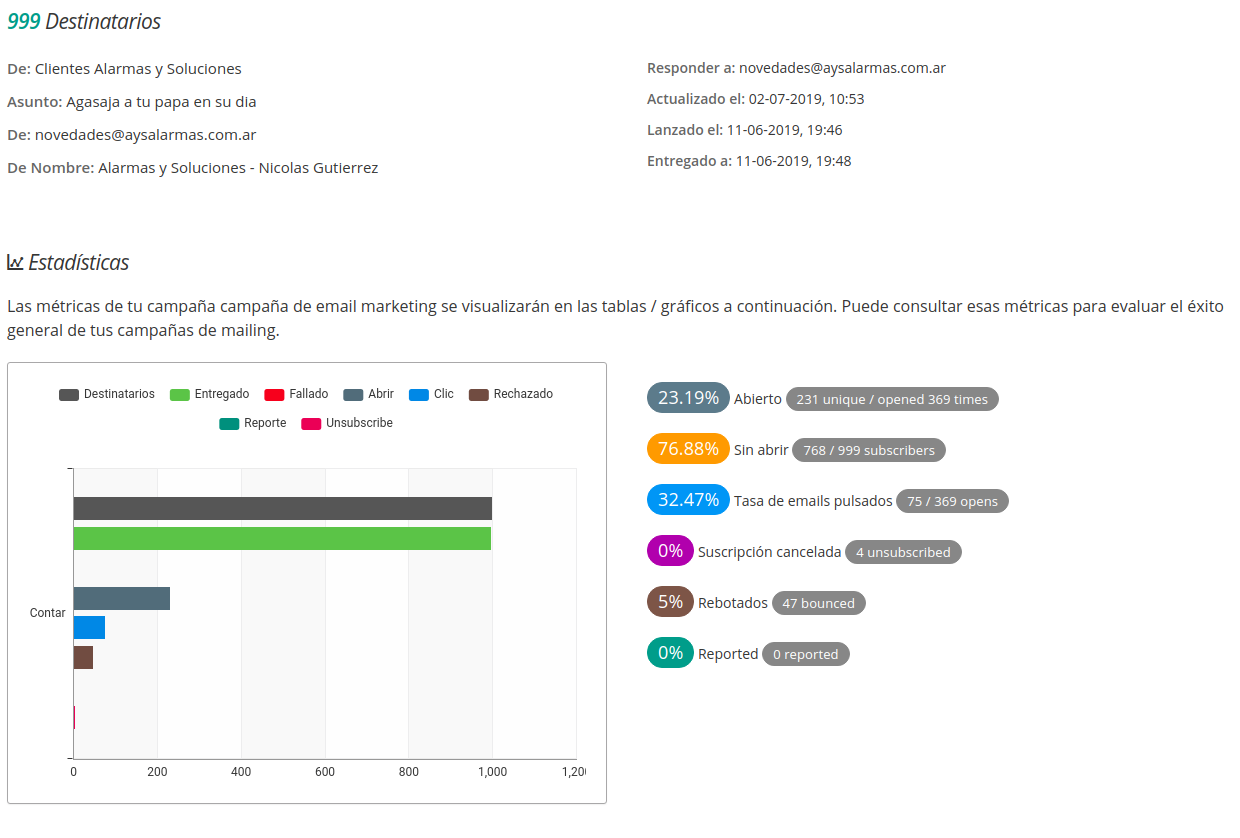 999 Destinatarios
De: Clientes Alarmas y Soluciones
Asunto: Agasaja a tu papa en su dia
De: novedades@aysalarmas.com.ar
De Nombre: Alarmas y Soluciones - Nicolas Gutierrez
Responder a: novedades@aysalarmas.com.ar
Actualizado el: 02-07-2019, 10:53
Lanzado el: 11-06-2019, 19:46
Entregado a: 11-06-2019, 19:48
Estadísticas
Las métricas de tu campaña campaña de email marketing se visualizarán en las tablas / gráficos a continuación. Puede consultar esas métricas para evaluar el éxito
general de tus campañas de mailing.
Destinatarios Entregado Fallado Abrir Clic Rechazado
Reporte Unsubscribe
Contar
0 200 400 600 800 1,000 1,20
23.19% Abierto 231 unique / opened 369 times
76.88% Sin abrir 768 / 999 subscribers
32.47% Tasa de emails pulsados 75 / 369 opens
0% Suscripción cancelada 4 unsubscribed
5% Rebotados 47 bounced
0% Reported 0 reported